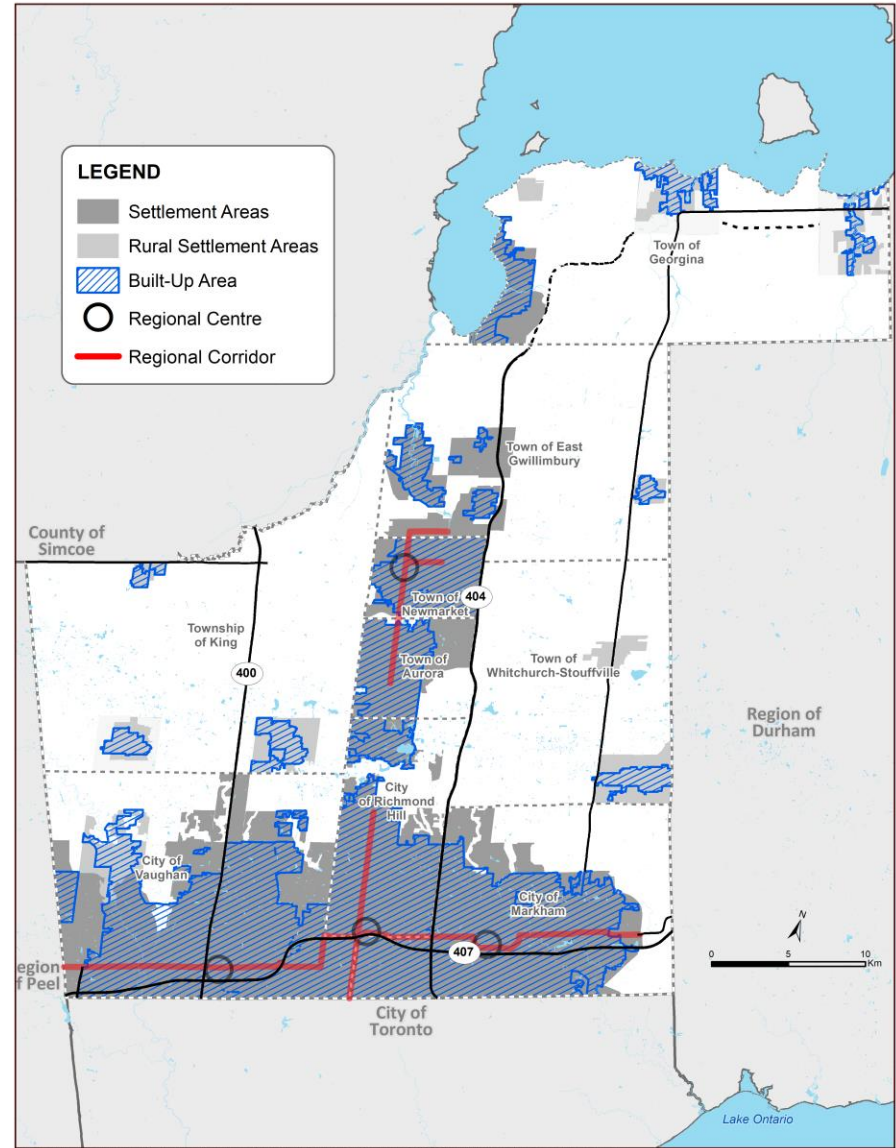 LEGEND
Settlement Areas
Rural Settlement Areas
Built-Up Area
Regional Centre
Regional Corridor
Town of
Georgina
Town of East
Gwillimbury
County of
Simcoe
404
Town of
Newmarket
Township
of King
Town of
Aurora
Town of
Whitchurch-Stouffville
400
Region of
Durham
City
of Richmond
Hill
City of
Vaughan
City of
Markham
407
egion
f Peel
City of
Toronto
0 5 10
Km
Lake Ontario